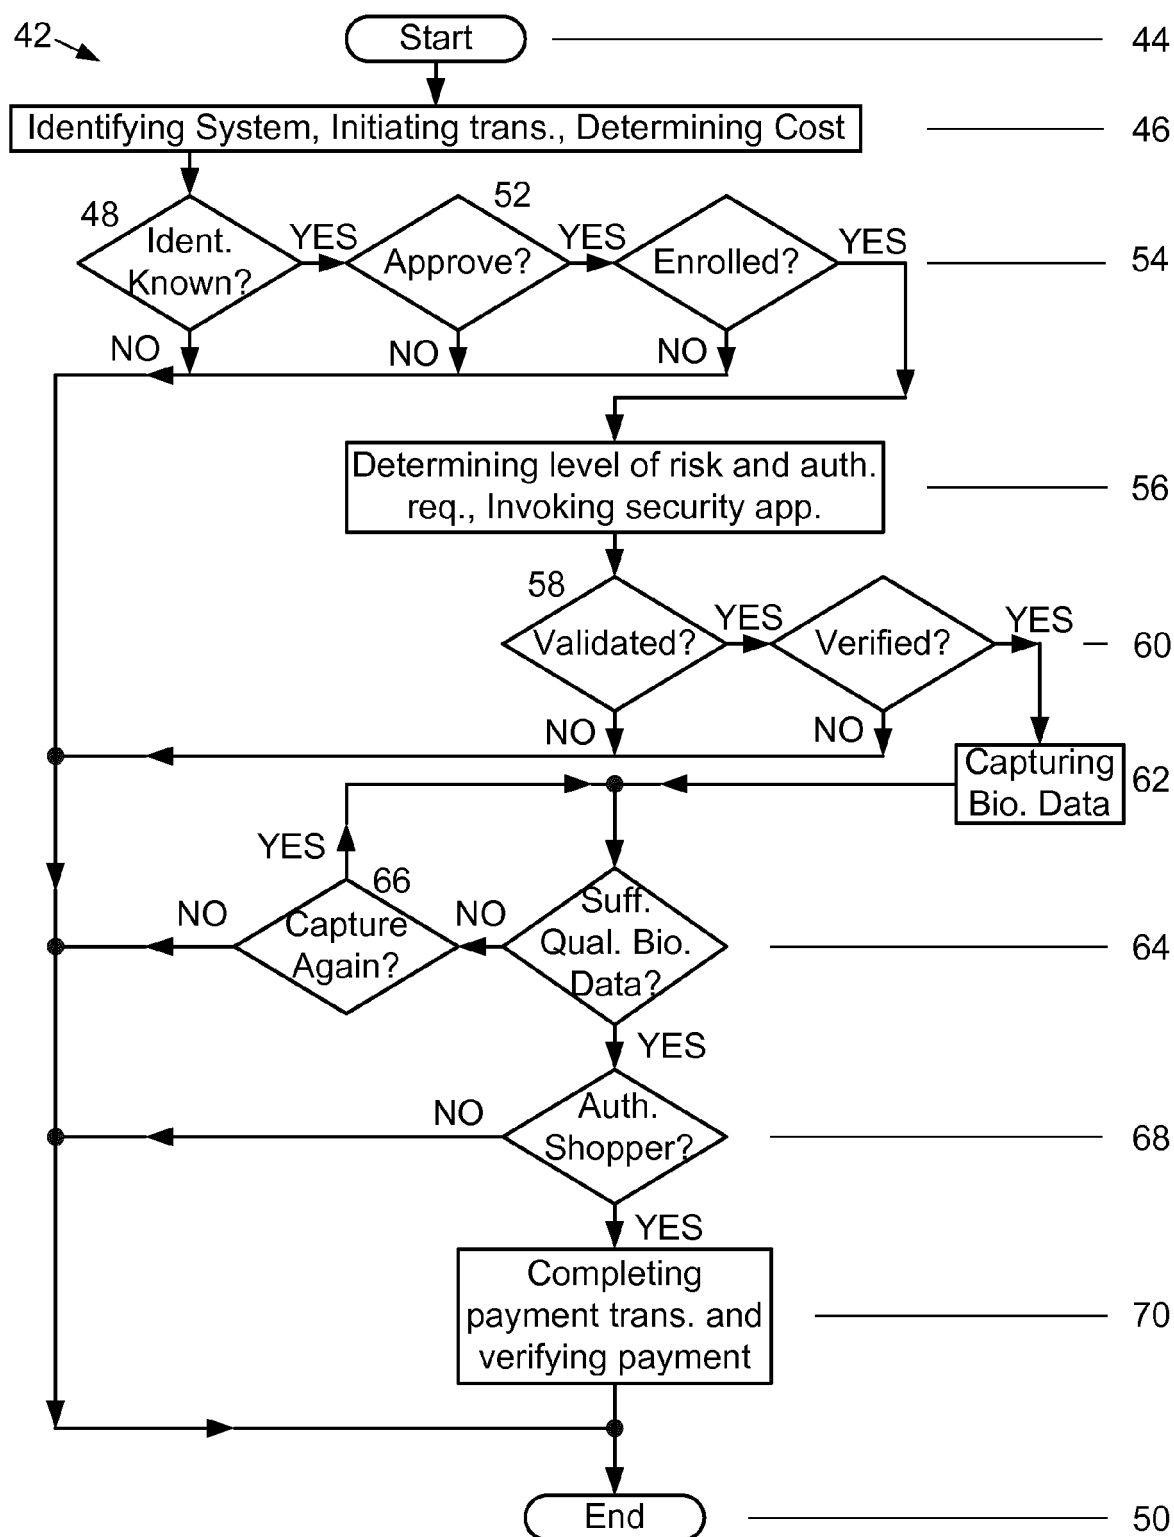 42
Start
44
Identifying System, Initiating trans., Determining Cost
46
48
Ident.
Known?
YES
52
Approve?
YES
Enrolled?
YES
54
NO
NO
NO
Determining level of risk and auth.
req., Invoking security app.
56
58
Validated?
YES
Verified?
YES
60
NO
NO
Capturing
Bio. Data
62
YES
66
Capture
Again?
NO
NO
Suff.
Qual. Bio.
Data?
64
YES
NO
Auth.
Shopper?
68
YES
Completing
payment trans. and
verifying payment
70
End
50